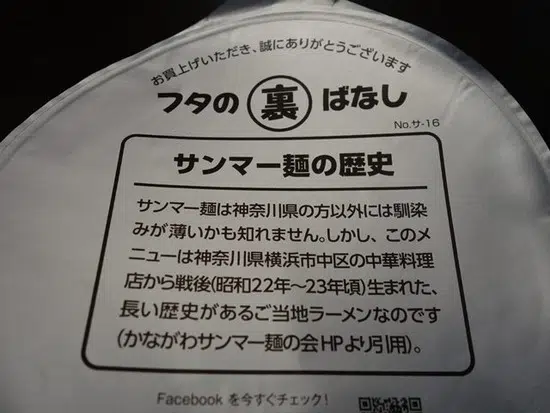 お買上げいただき、誠にありがとうございます
フタの裏ばなし
No.サ-16
サンマー麺の歴史
サンマー麺は神奈川県の方以外には馴染
みが薄いかも知れません。しかし、このメ
ニューは神奈川県横浜市中区の中華料理
店から戦後(昭和22年～23年頃)生まれた、
長い歴史があるご当地ラーメンなのです
(かながわサンマー麺の会HPより引用)。
Facebook を今すぐチェック!